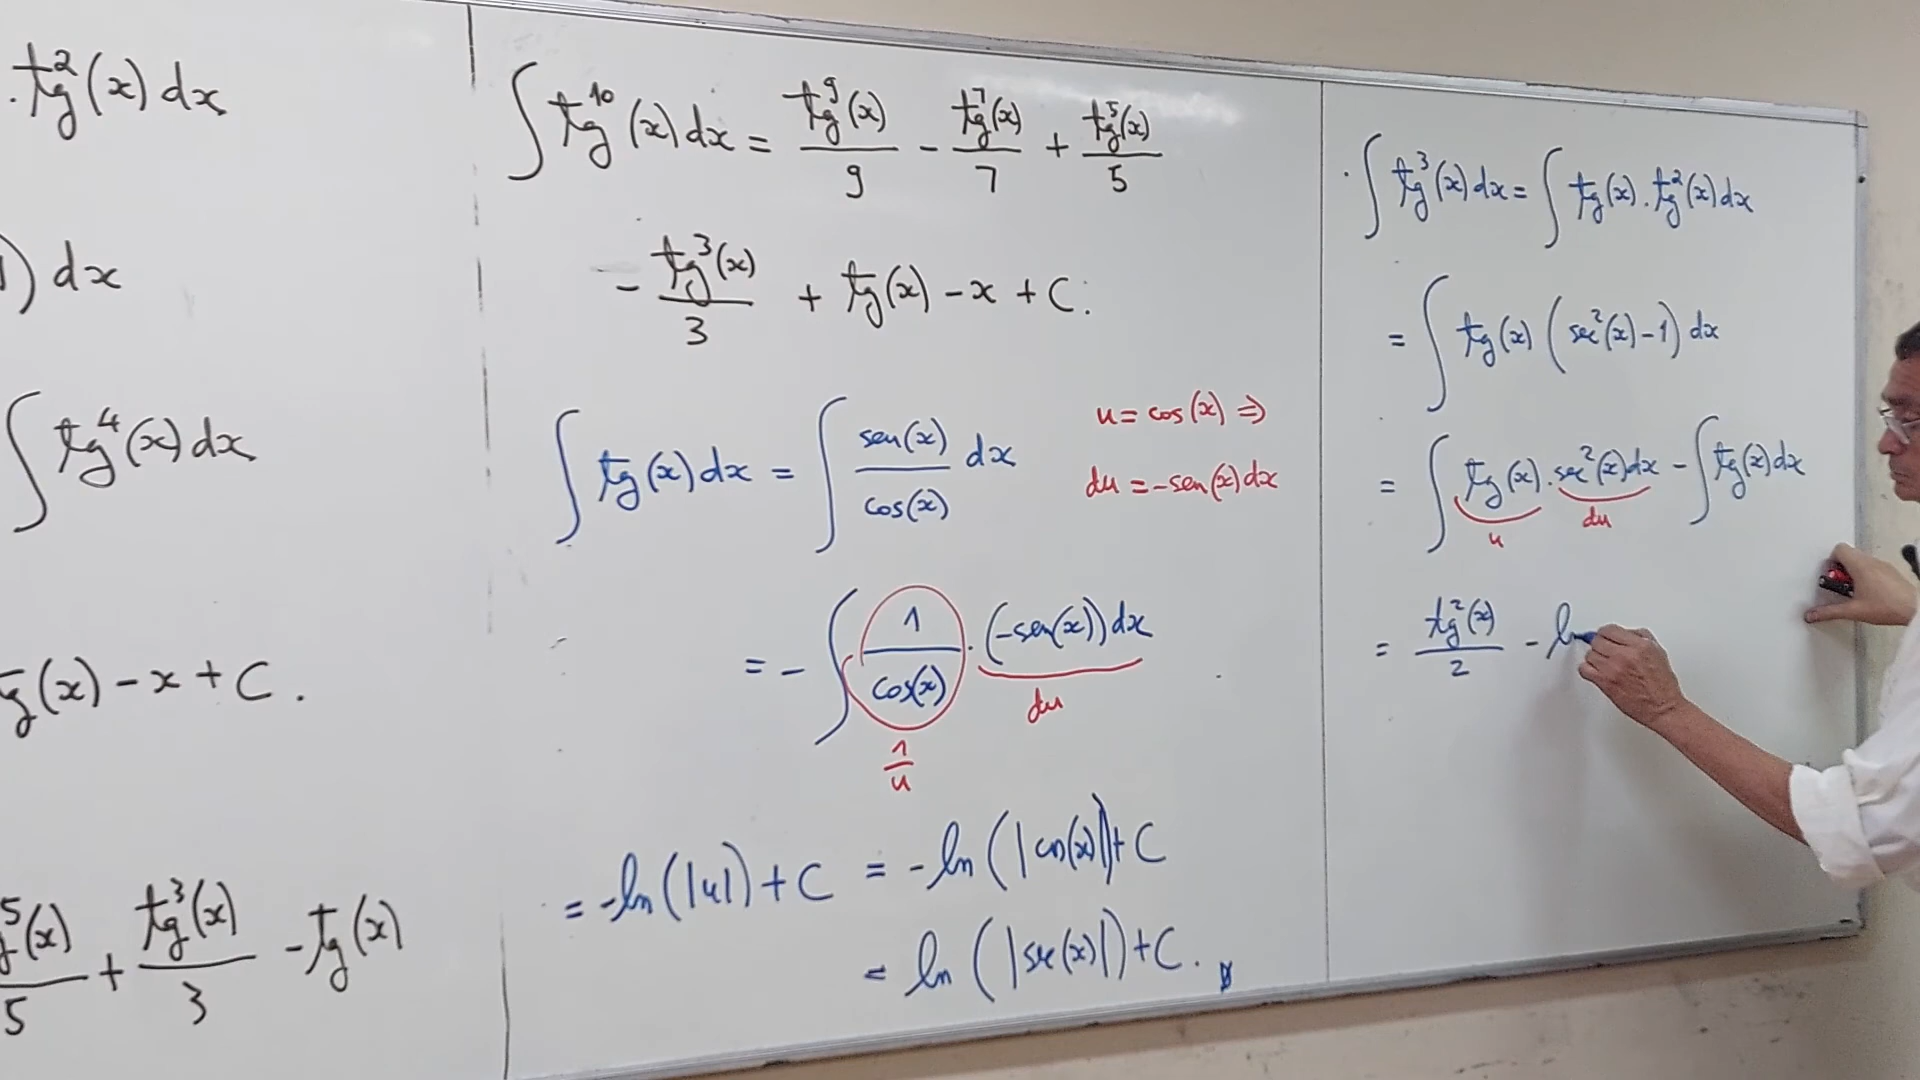 . tg²(x) dx
) dx
∫ tg⁴(x) dx
g(x) - x + C.
⁵(x)/5 + tg³(x)/3 - tg(x)
∫ tg¹⁰(x) dx = tg⁹(x)/9 - tg⁷(x)/7 + tg⁵(x)/5
- tg³(x)/3 + tg(x) - x + C.
∫ tg(x) dx = ∫ sen(x)/cos(x) dx
u = cos(x) ⇒
du = -sen(x) dx
= - ∫ 1/cos(x) · (-sen(x)) dx
du
1/u
= -ln(|u|) + C = -ln(|cos(x)|) + C
= ln(|sec(x)|) + C.
· ∫ tg³(x) dx = ∫ tg(x) . tg²(x) dx
= ∫ tg(x) (sec²(x) - 1) dx
= ∫ tg(x) . sec²(x) dx - ∫ tg(x) dx
u du
= tg²(x)/2 - ln